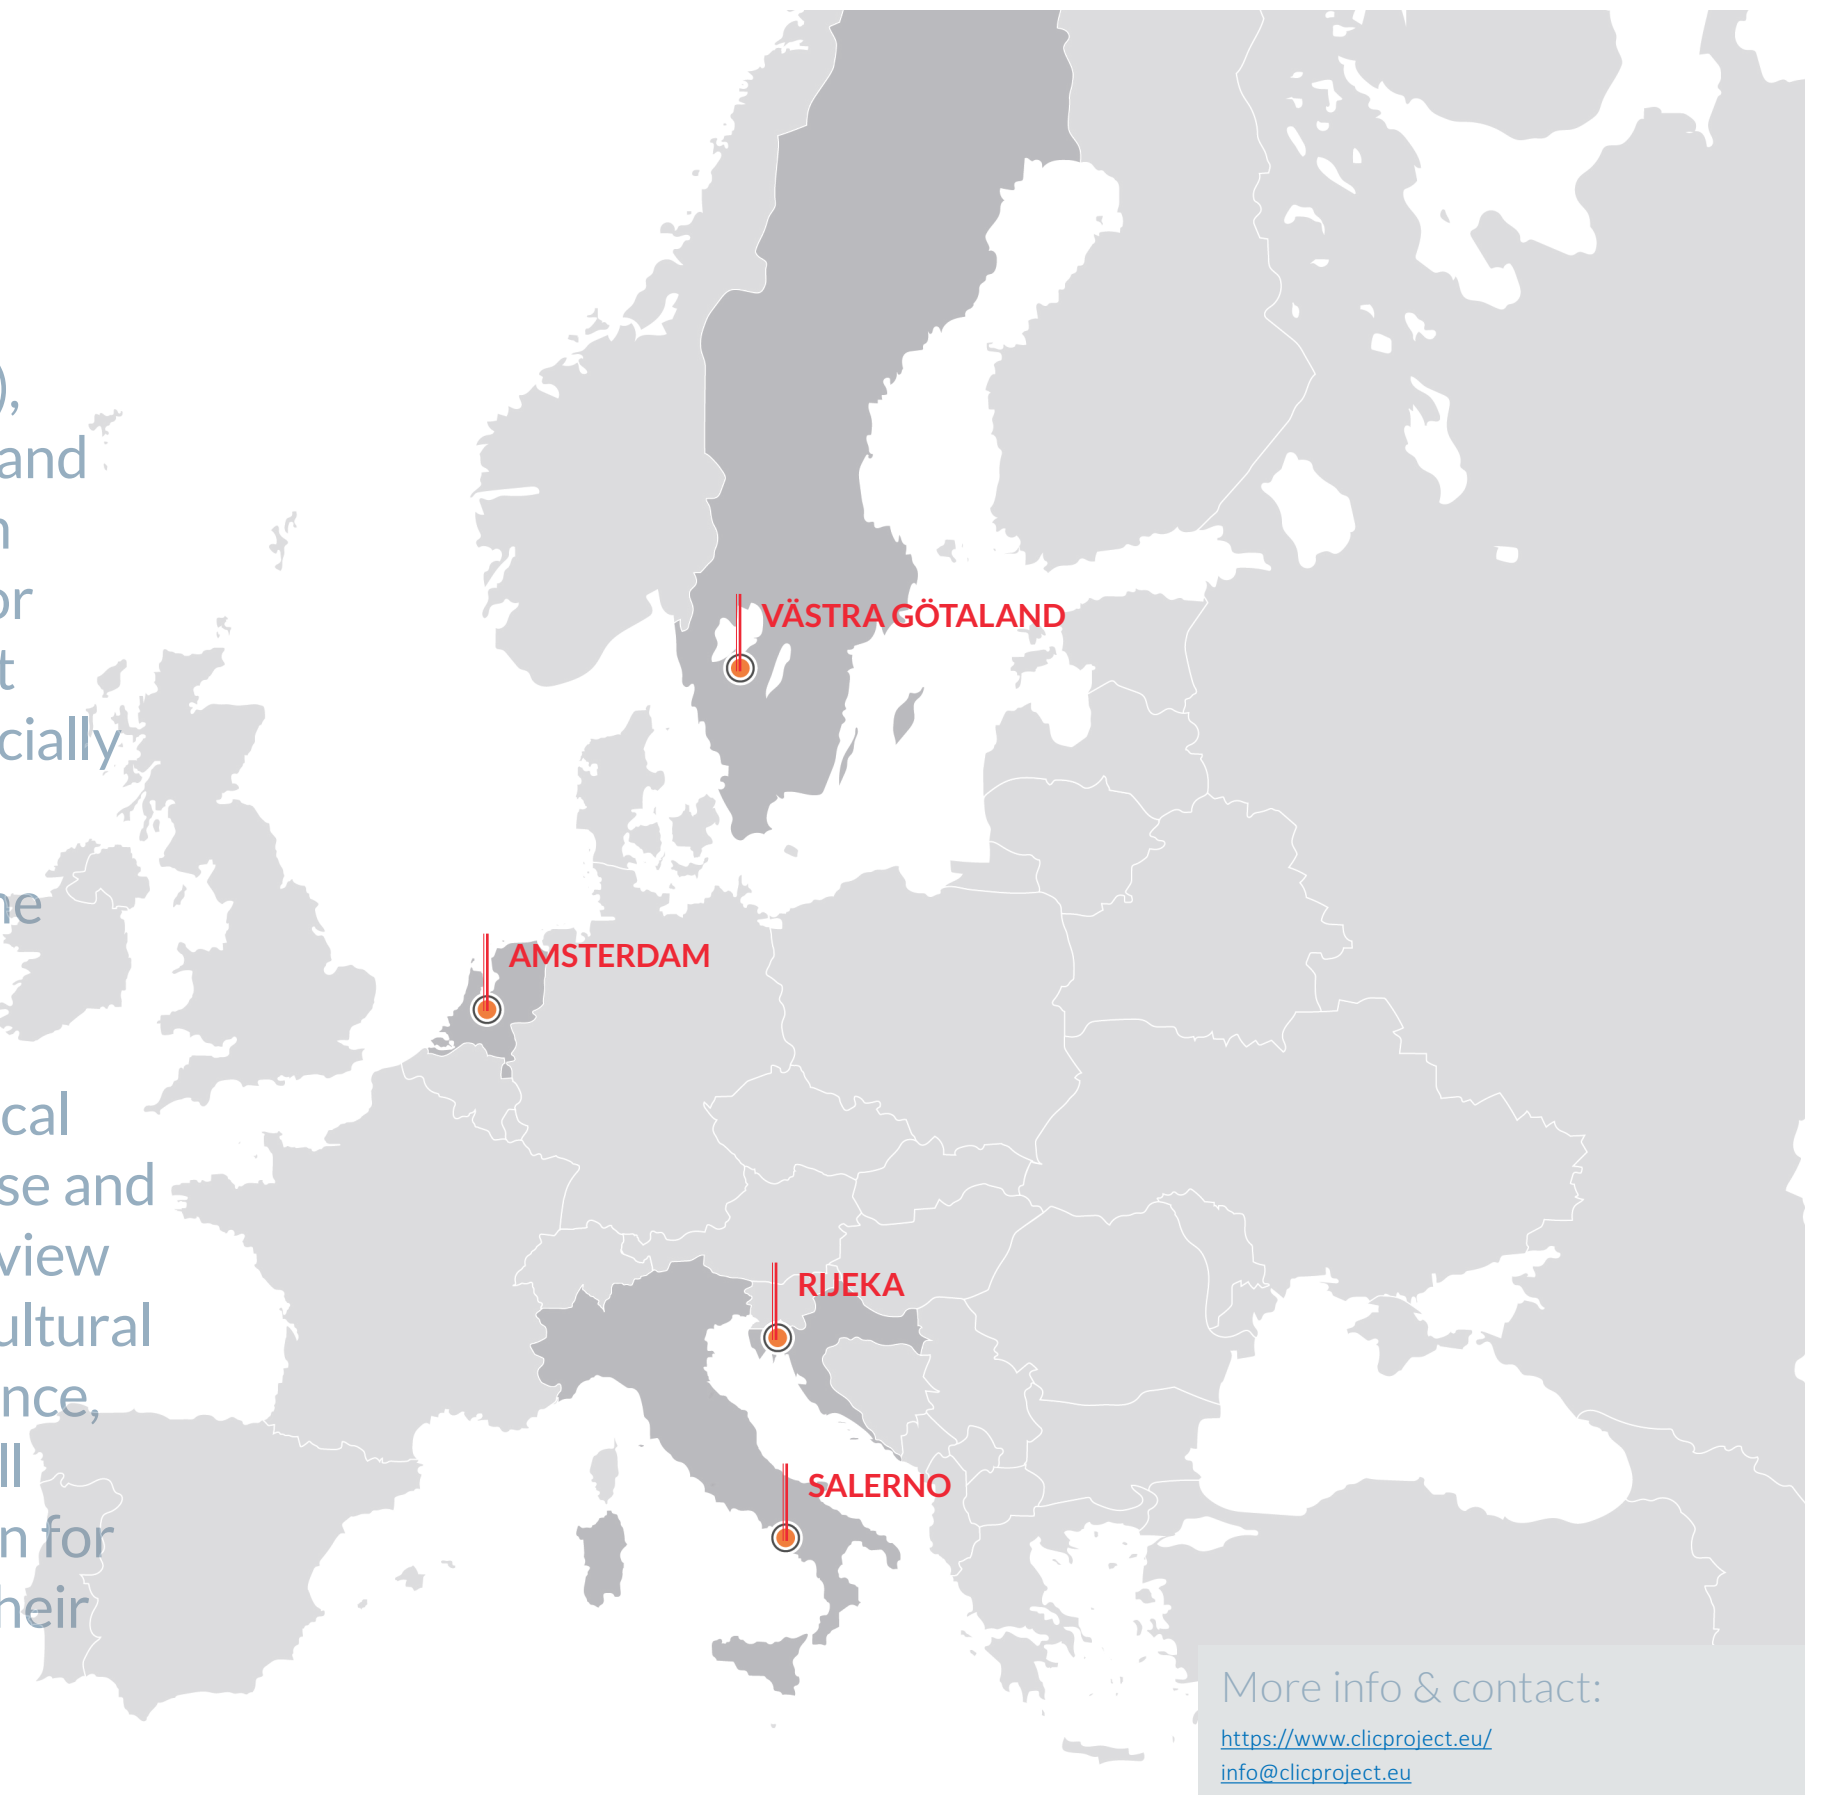 ),
and
n
or
t
cially
ne
cal
se and
view
ultural
nce,
ll
n for
heir
VÄSTRA GÖTALAND
AMSTERDAM
RIJEKA
SALERNO
More info & contact:
https://www.clicproject.eu/
info@clicproject.eu